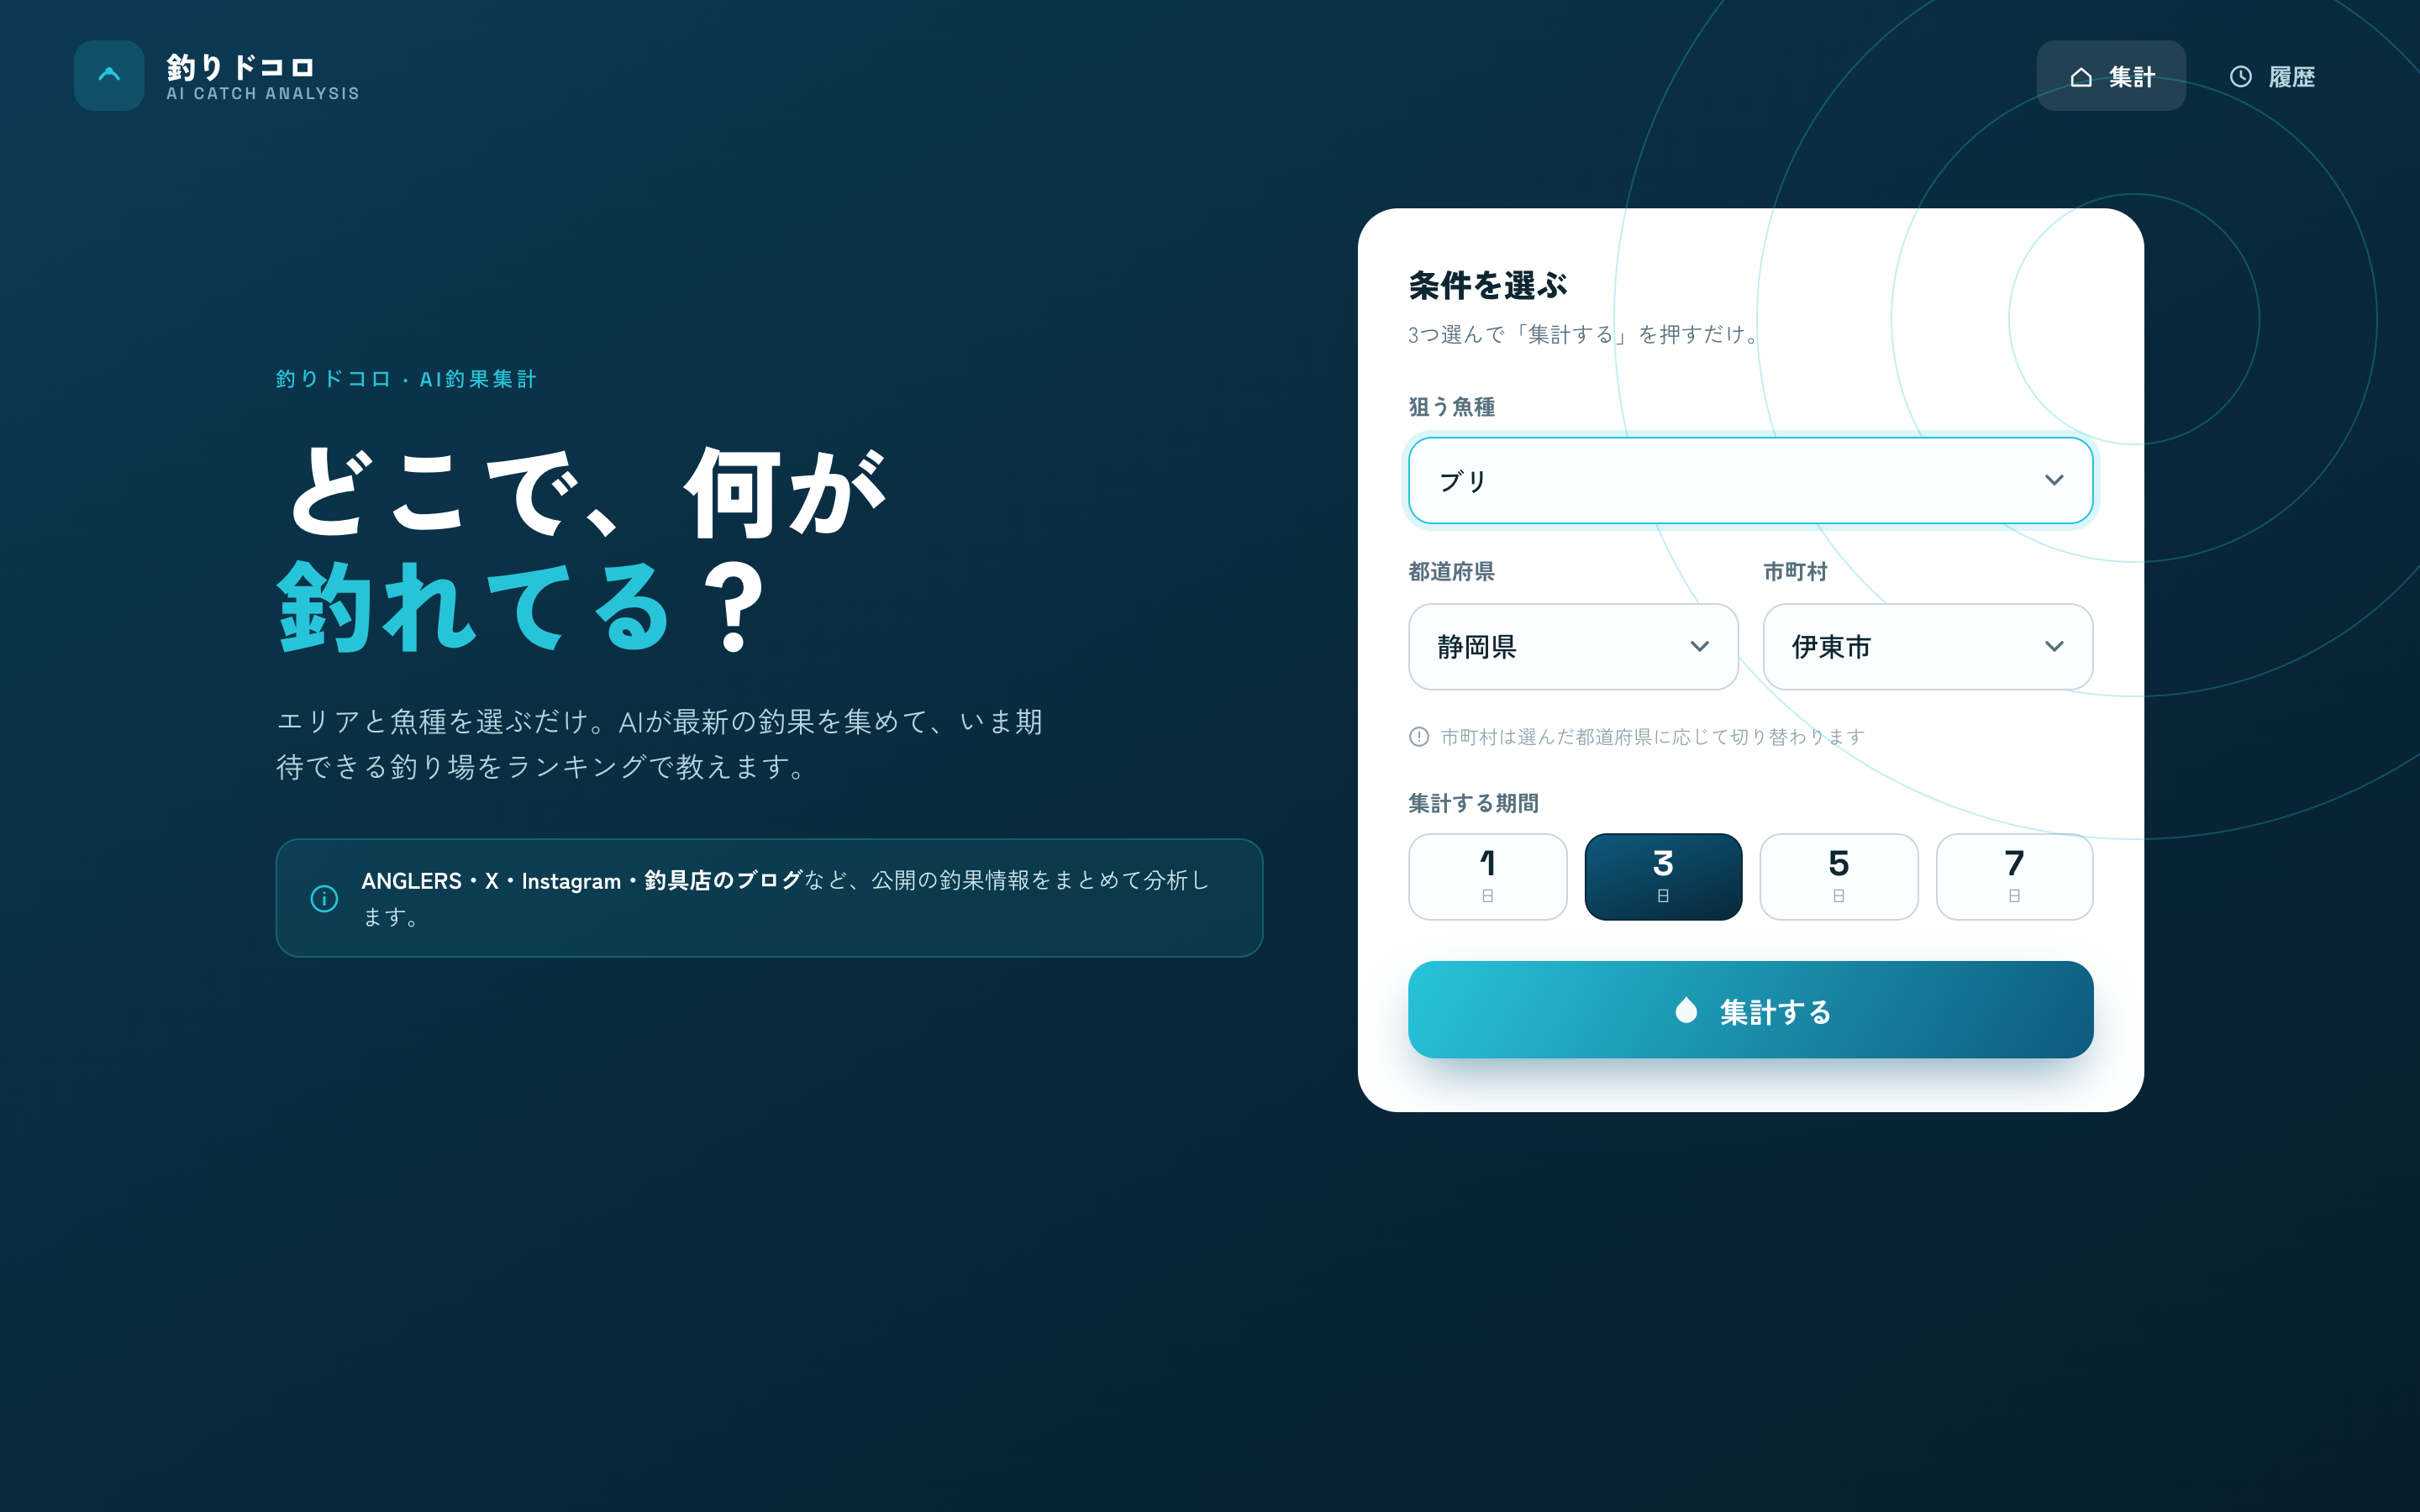 釣りドコロ
AI CATCH ANALYSIS
集計
履歴
釣りドコロ · AI釣果集計
どこで、何が
釣れてる？
エリアと魚種を選ぶだけ。AIが最新の釣果を集めて、いま期
待できる釣り場をランキングで教えます。
ANGLERS・X・Instagram・釣具店のブログなど、公開の釣果情報をまとめて分析し
ます。
条件を選ぶ
3つ選んで「集計する」を押すだけ。
狙う魚種
ブリ
都道府県
市町村
静岡県
伊東市
市町村は選んだ都道府県に応じて切り替わります
集計する期間
1 3 5 7
日 日 日 日
集計する